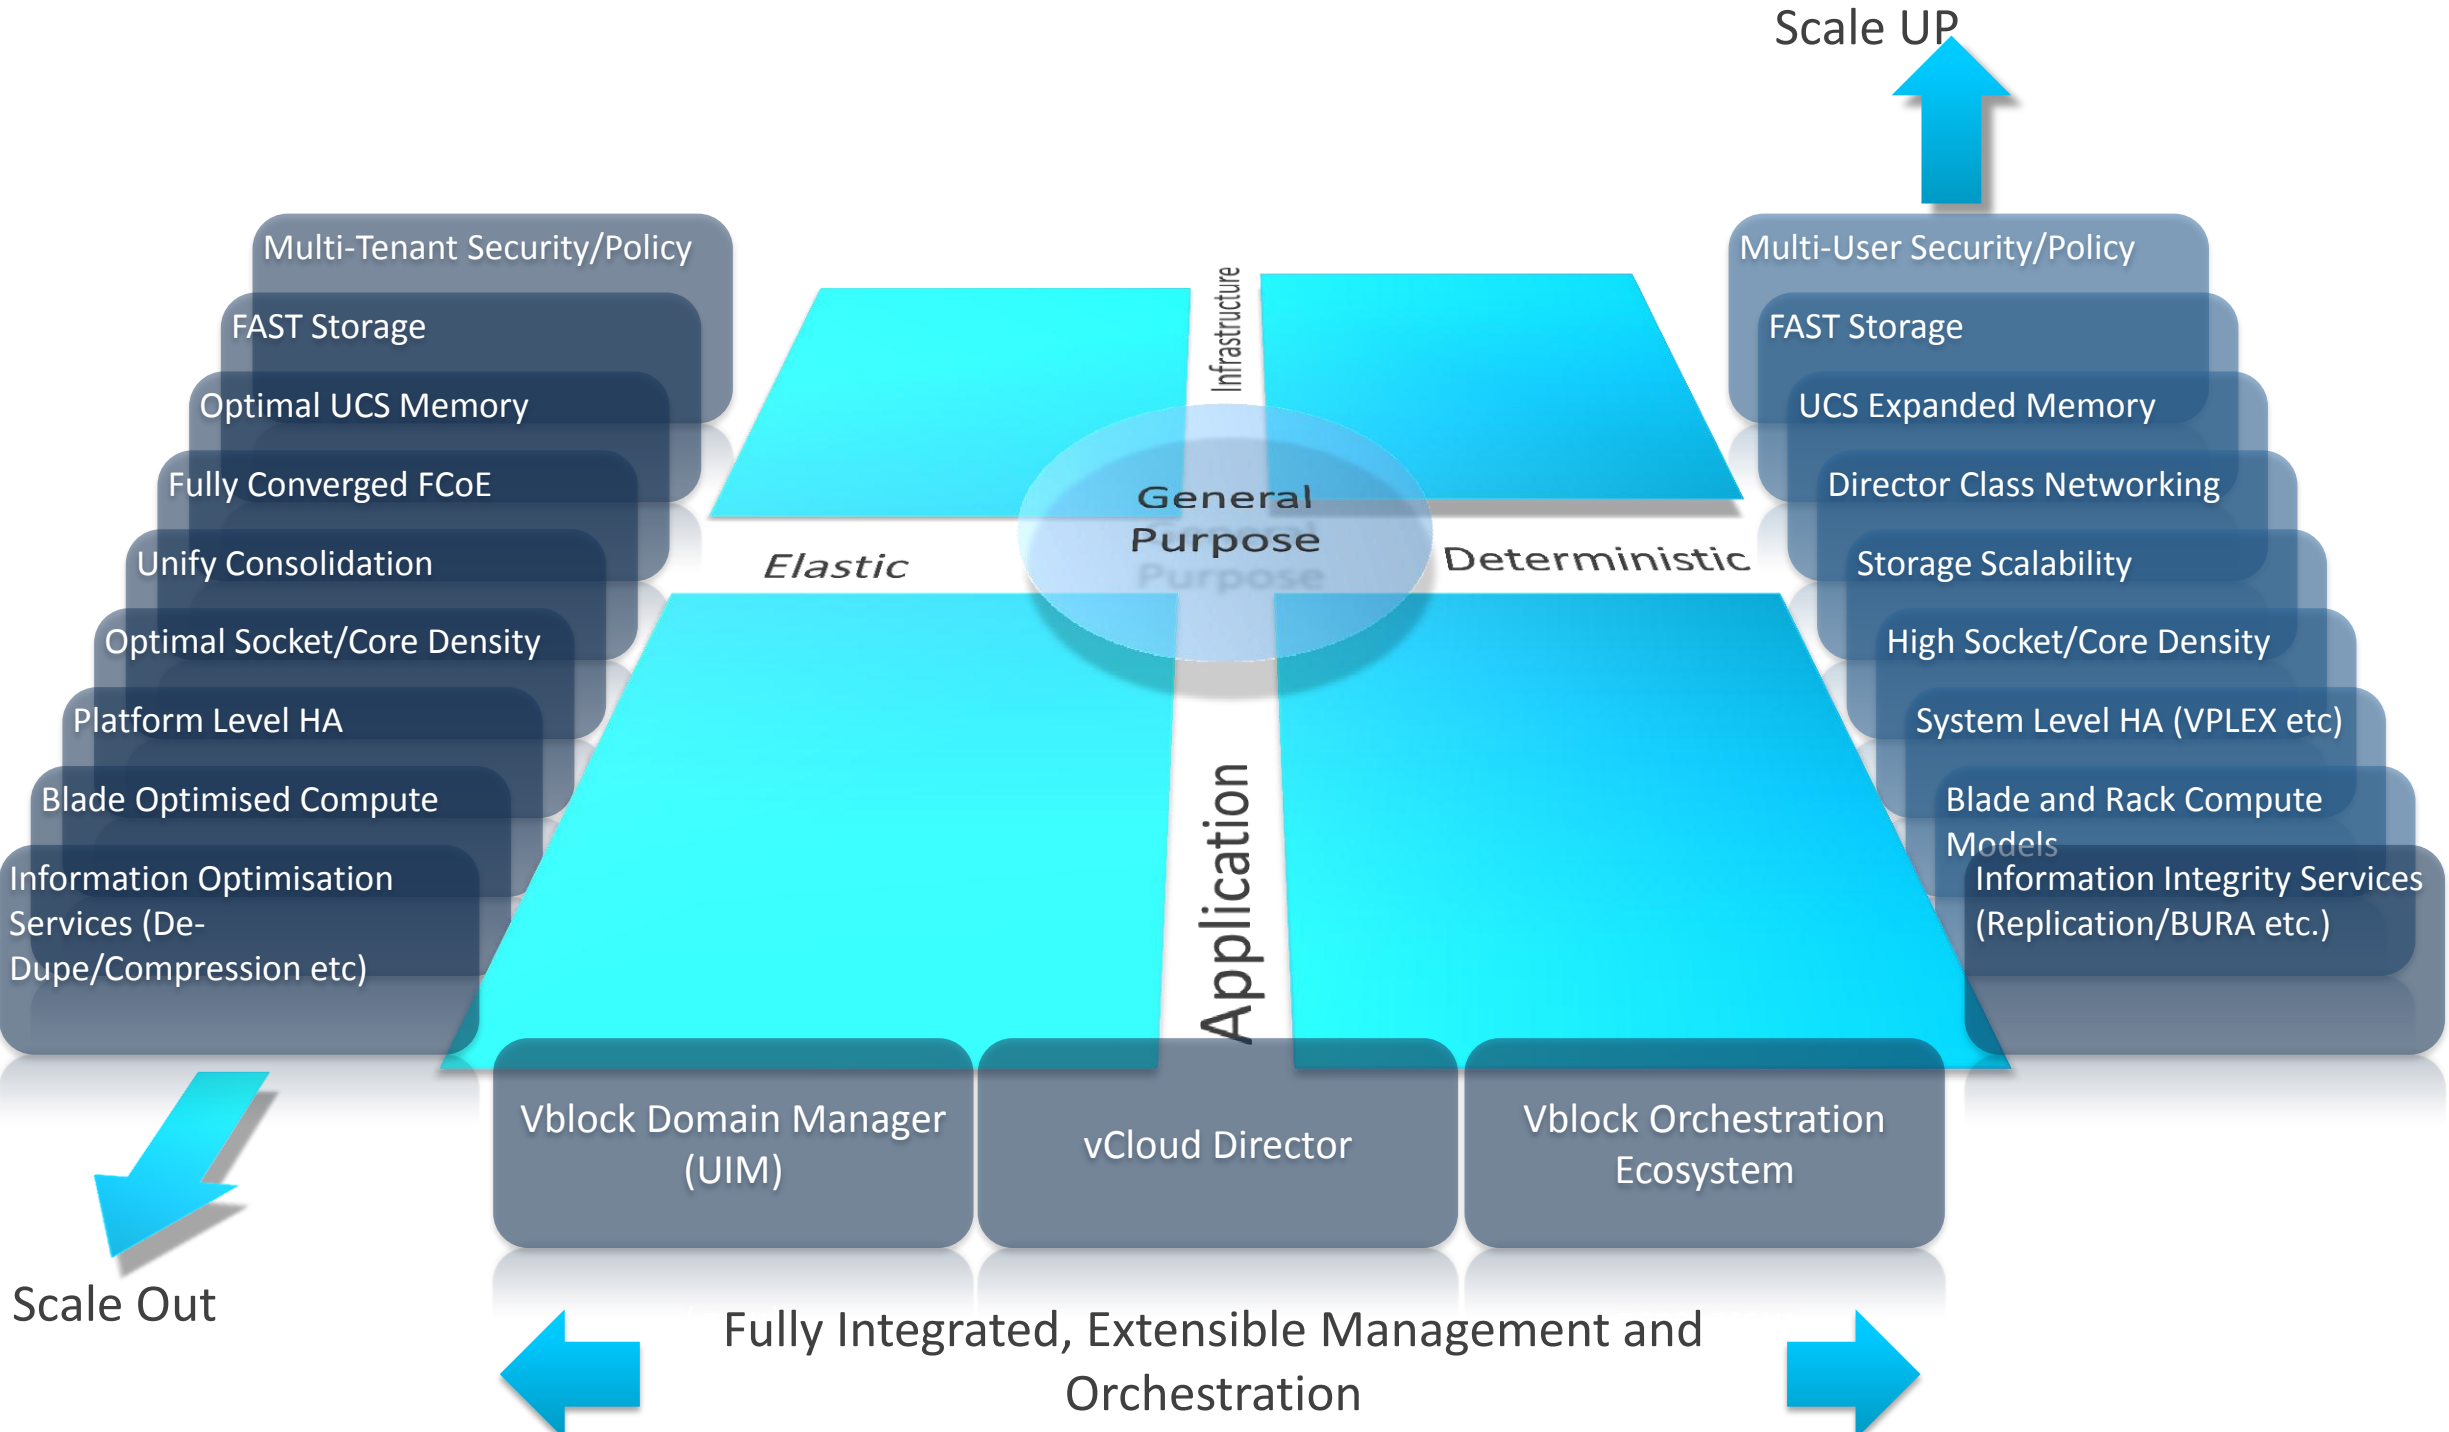 Scale UP
Multi-Tenant Security/Policy
FAST Storage
Optimal UCS Memory
Fully Converged FCoE
Unify Consolidation
Optimal Socket/Core Density
Platform Level HA
Blade Optimised Compute
Information Optimisation
Services (De-
Dupe/Compression etc)
Scale Out
Infrastructure
General
Purpose
Elastic
Deterministic
Application
Multi-User Security/Policy
FAST Storage
UCS Expanded Memory
Director Class Networking
Storage Scalability
High Socket/Core Density
System Level HA (VPLEX etc)
Blade and Rack Compute
Models
Information Integrity Services
(Replication/BURA etc.)
Vblock Domain Manager
(UIM)
vCloud Director
Vblock Orchestration
Ecosystem
Fully Integrated, Extensible Management and
Orchestration